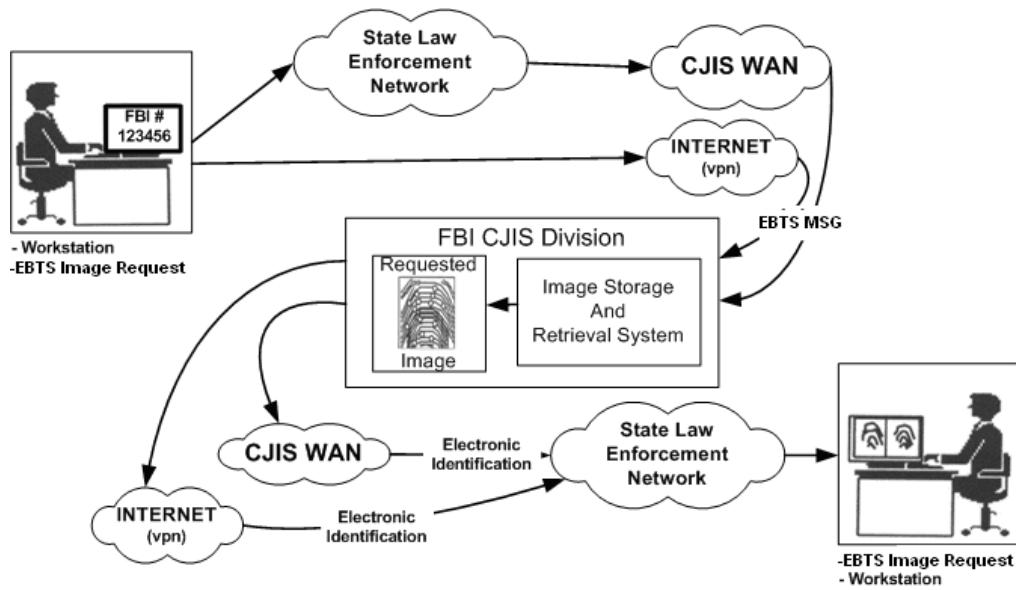 State Law
Enforcement
Network
CJIS WAN
FBI #
123456
INTERNET
(vpn)
- Workstation
-EBTS Image Request
EBTS MSG
FBI CJIS Division
Requested
Image
Image Storage
And
Retrieval System
CJIS WAN
Electronic
Identification
State Law
Enforcement
Network
INTERNET
(vpn)
Electronic
Identification
-EBTS Image Request
- Workstation